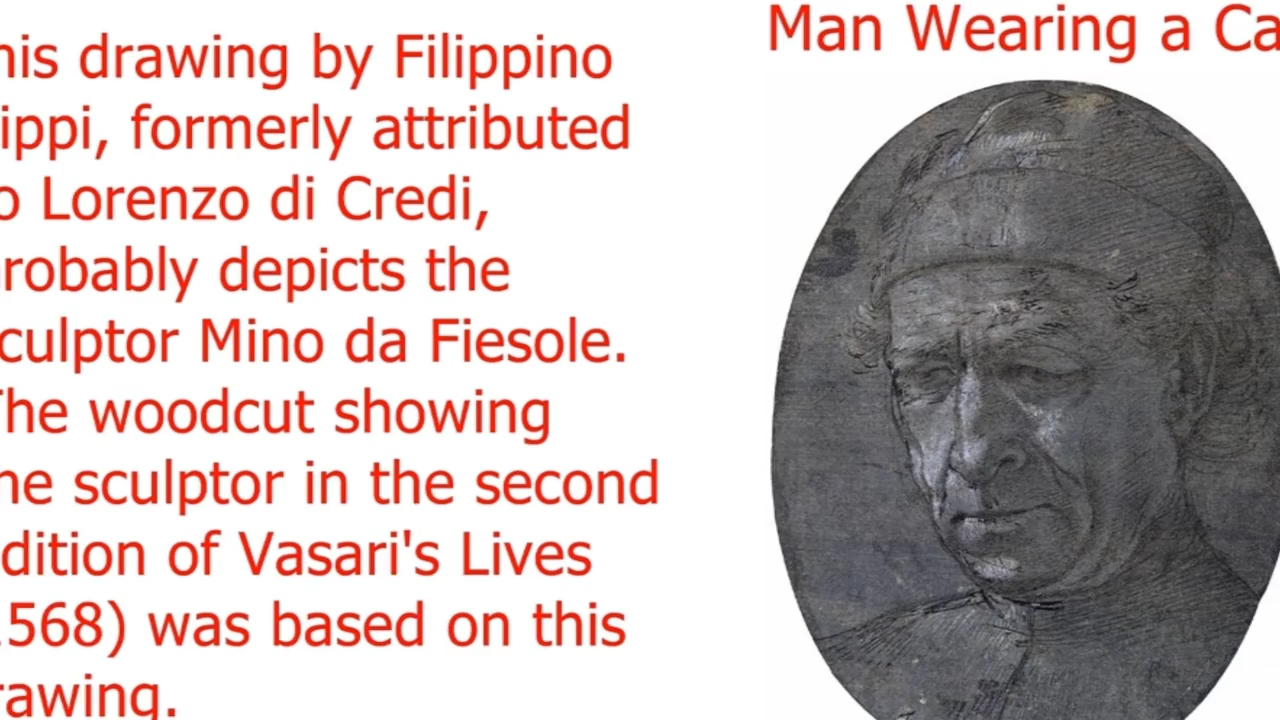 Man Wearing a Ca
his drawing by Filippino
ippi, formerly attributed
o Lorenzo di Credi,
robably depicts the
culptor Mino da Fiesole.
The woodcut showing
he sculptor in the second
dition of Vasari's Lives
1568) was based on this
rawing.